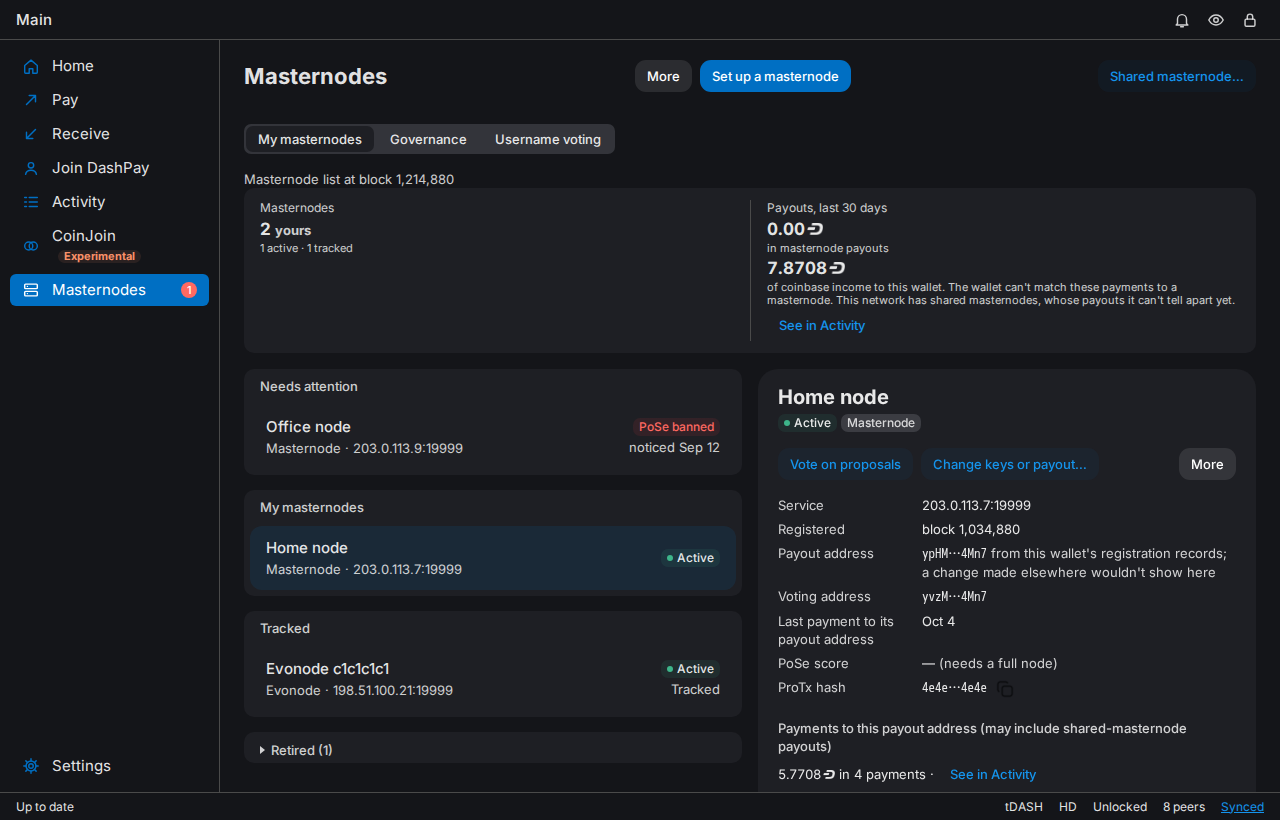 Main
Home
Pay
Receive
Join DashPay
Activity
CoinJoin
Experimental
Masternodes
1
Settings
Masternodes
More
Set up a masternode
Shared masternode...
My masternodes
Governance
Username voting
Masternode list at block 1,214,880
Masternodes
2 yours
1 active · 1 tracked
Payouts, last 30 days
0.00
in masternode payouts
7.8708
of coinbase income to this wallet. The wallet can't match these payments to a
masternode. This network has shared masternodes, whose payouts it can't tell apart yet.
See in Activity
Needs attention
Office node
PoSe banned
Masternode · 203.0.113.9:19999
noticed Sep 12
My masternodes
Home node
Masternode · 203.0.113.7:19999
Active
Tracked
Evonode c1c1c1c1
Active
Evonode · 198.51.100.21:19999
Tracked
Retired (1)
Home node
Active
Masternode
Vote on proposals
Change keys or payout...
More
Service
203.0.113.7:19999
Registered
block 1,034,880
Payout address
ypHM···4Mn7 from this wallet's registration records;
a change made elsewhere wouldn't show here
Voting address
yvzM···4Mn7
Last payment to its
payout address
Oct 4
PoSe score
— (needs a full node)
ProTx hash
4e4e···4e4e
Payments to this payout address (may include shared-masternode
payouts)
5.7708 in 4 payments ·
See in Activity
Up to date
tDASH
HD
Unlocked
8 peers
Synced